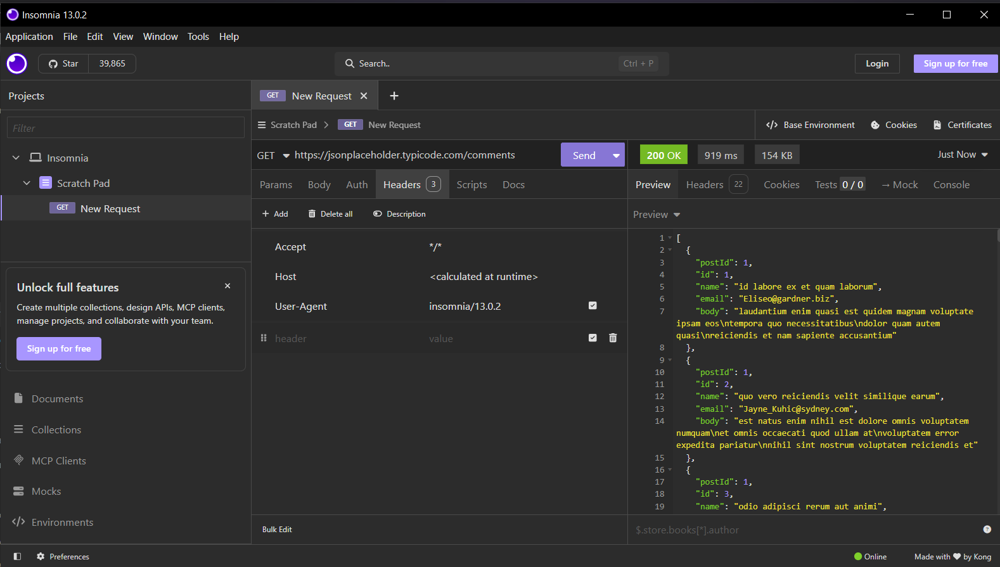 Insomnia 13.0.2
Application File Edit View Window Tools Help
Star 39,865 Search.. Ctrl + P Login Sign up for free
Projects
GET New Request
Filter
Scratch Pad GET New Request
Base Environment Cookies Certificates
Insomnia
Scratch Pad
GET New Request
Unlock full features
Create multiple collections, design APIs, MCP clients,
manage projects, and collaborate with your team.
Sign up for free
Documents
Collections
MCP Clients
Mocks
Environments
GET https://jsonplaceholder.typicode.com/comments Send
Params Body Auth Headers 3 Scripts Docs
Add Delete all Description
Accept */*
Host <calculated at runtime>
User-Agent insomnia/13.0.2
header value
Bulk Edit
200 OK 919 ms 154 KB Just Now
Preview Headers 22 Cookies Tests 0 / 0 → Mock Console
Preview
1 [
2 {
3 "postId": 1,
4 "id": 1,
5 "name": "id labore ex et quam laborum",
6 "email": "Eliseo@gardner.biz",
7 "body": "laudantium enim quasi est quidem magnam voluptate
ipsam eos\ntempora quo necessitatibus\ndolor quam autem
quasi\nreiciendis et nam sapiente accusantium"
8 },
9 {
10 "postId": 1,
11 "id": 2,
12 "name": "quo vero reiciendis velit similique earum",
13 "email": "Jayne_Kuhic@sydney.com",
14 "body": "est natus enim nihil est dolore omnis voluptatem
numquam\net omnis occaecati quod ullam at\nvoluptatem error
expedita pariatur\nnihil sint nostrum voluptatem reiciendis et"
15 },
16 {
17 "postId": 1,
18 "id": 3,
19 "name": "odio adipisci rerum aut animi",
$.store.books[*].author
Preferences
Online Made with ♥ by Kong